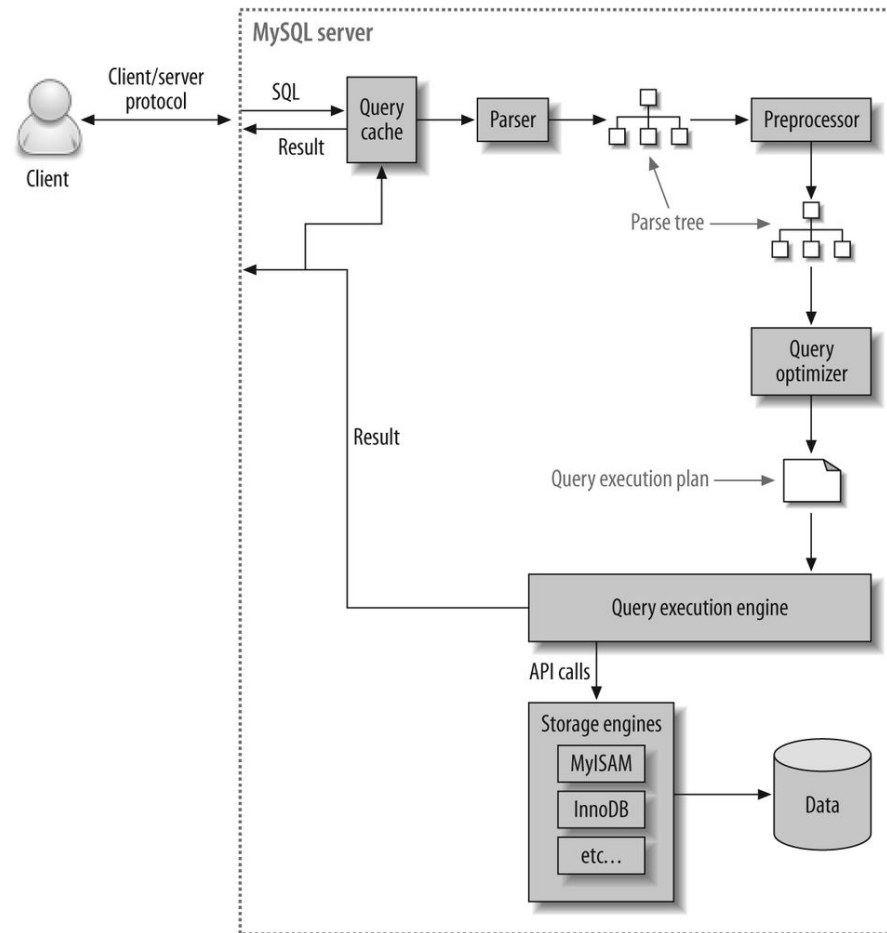 MySQL server
Client/server
protocol
SQL
Result
Query
cache
Parser
Preprocessor
Client
Parse tree
Query
optimizer
Result
Query execution plan
Query execution engine
API calls
Storage engines
MyISAM
InnoDB
etc...
Data